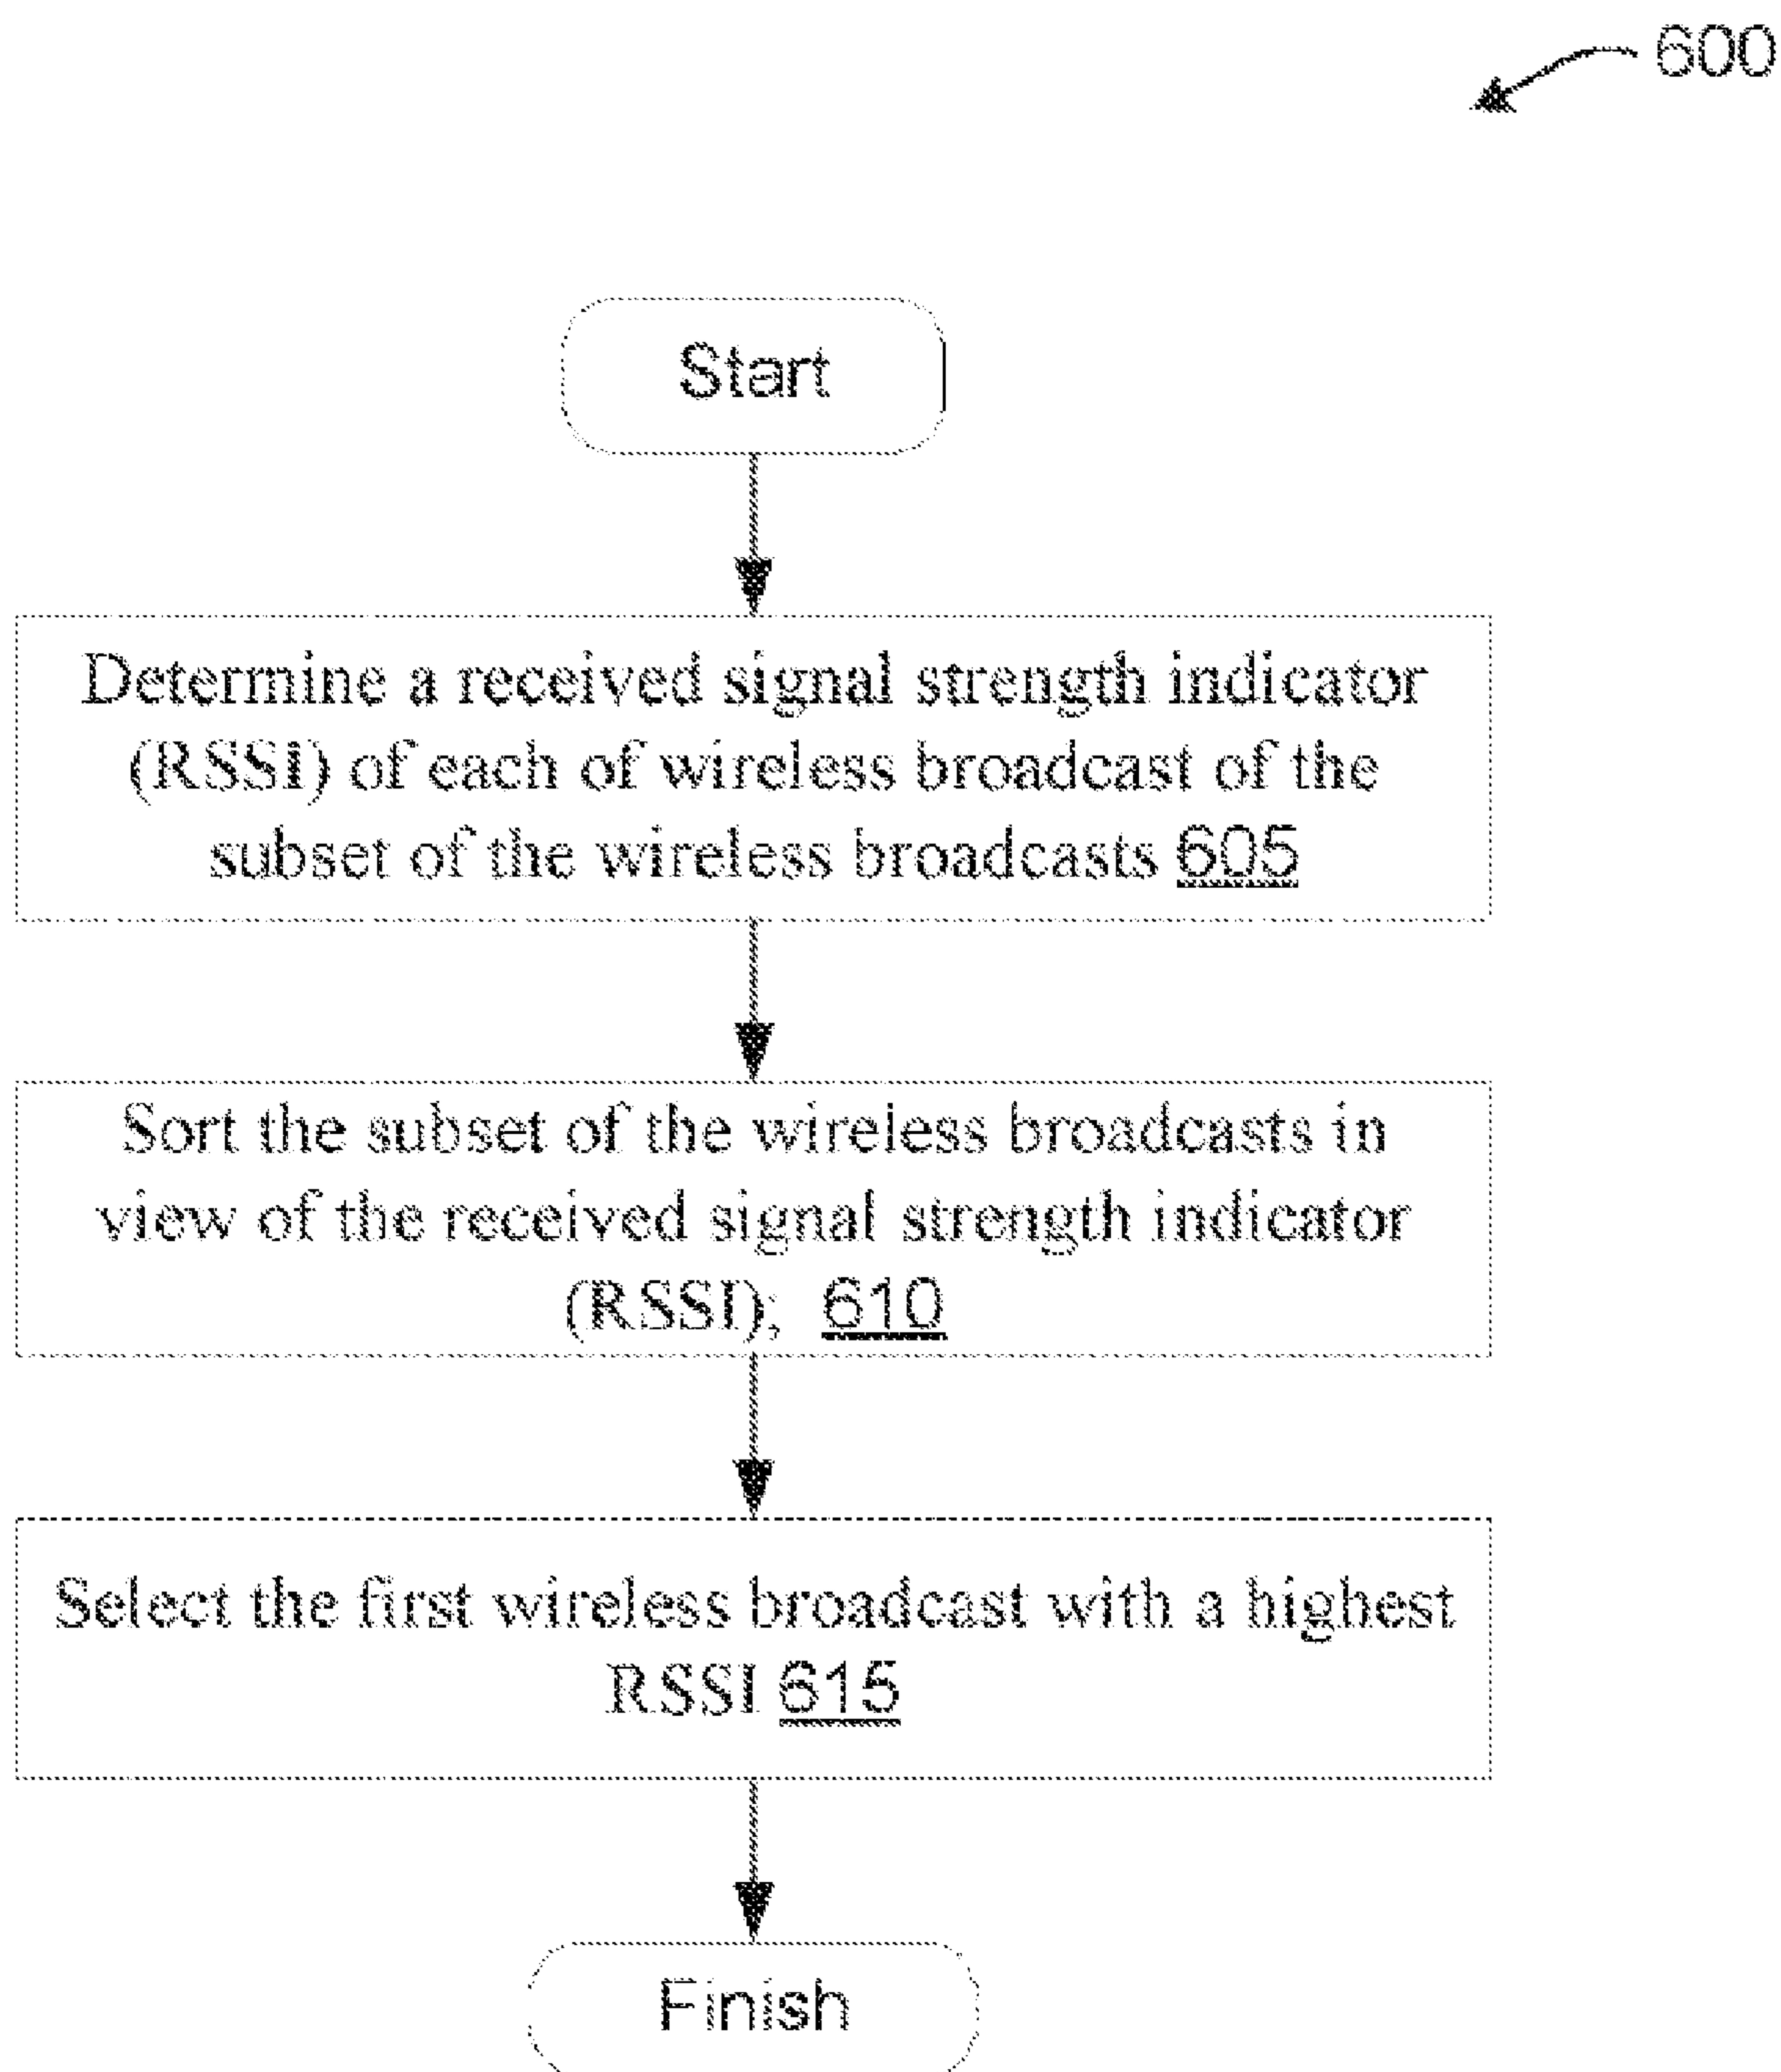 600
Start
Determine a received signal strength indicator
(RSSI) of each of wireless broadcast of the
subset of the wireless broadcasts 605
Sort the subset of the wireless broadcasts in
view of the received signal strength indicator
(RSSI); 610
Select the first wireless broadcast with a highest
RSSI 615
Finish